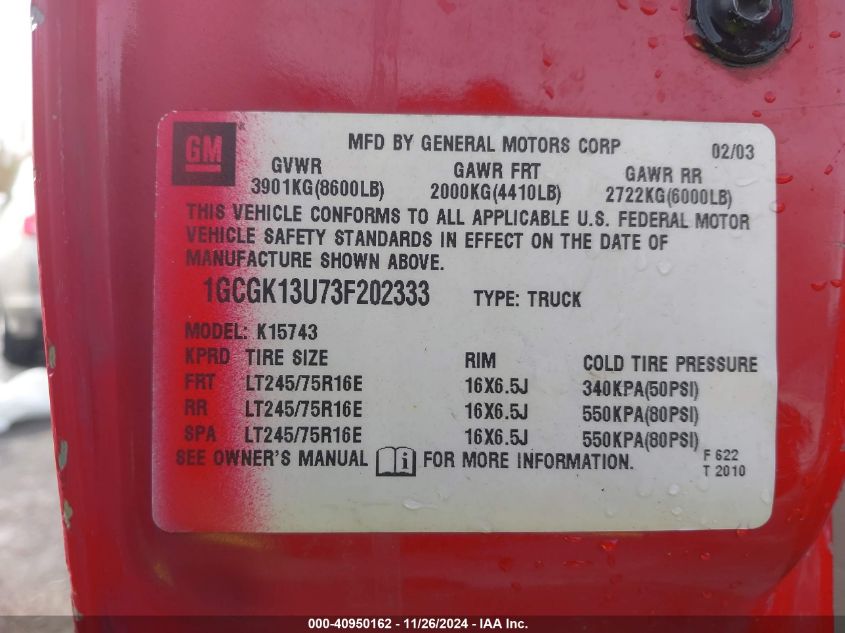 GM
MFD BY GENERAL MOTORS CORP 02/03
GVWR GAWR FRT GAWR RR
3901KG(8600LB) 2000KG(4410LB) 2722KG(6000LB)
THIS VEHICLE CONFORMS TO ALL APPLICABLE U.S. FEDERAL MOTOR
VEHICLE SAFETY STANDARDS IN EFFECT ON THE DATE OF
MANUFACTURE SHOWN ABOVE.
1GCGK13U73F202333 TYPE: TRUCK
MODEL: K15743
KPRD TIRE SIZE RIM COLD TIRE PRESSURE
FRT LT245/75R16E 16X6.5J 340KPA(50PSI)
RR LT245/75R16E 16X6.5J 550KPA(80PSI)
SPA LT245/75R16E 16X6.5J 550KPA(80PSI)
SEE OWNER'S MANUAL i FOR MORE INFORMATION. F 622
T 2010
000-40950162 - 11/26/2024 - IAA Inc.